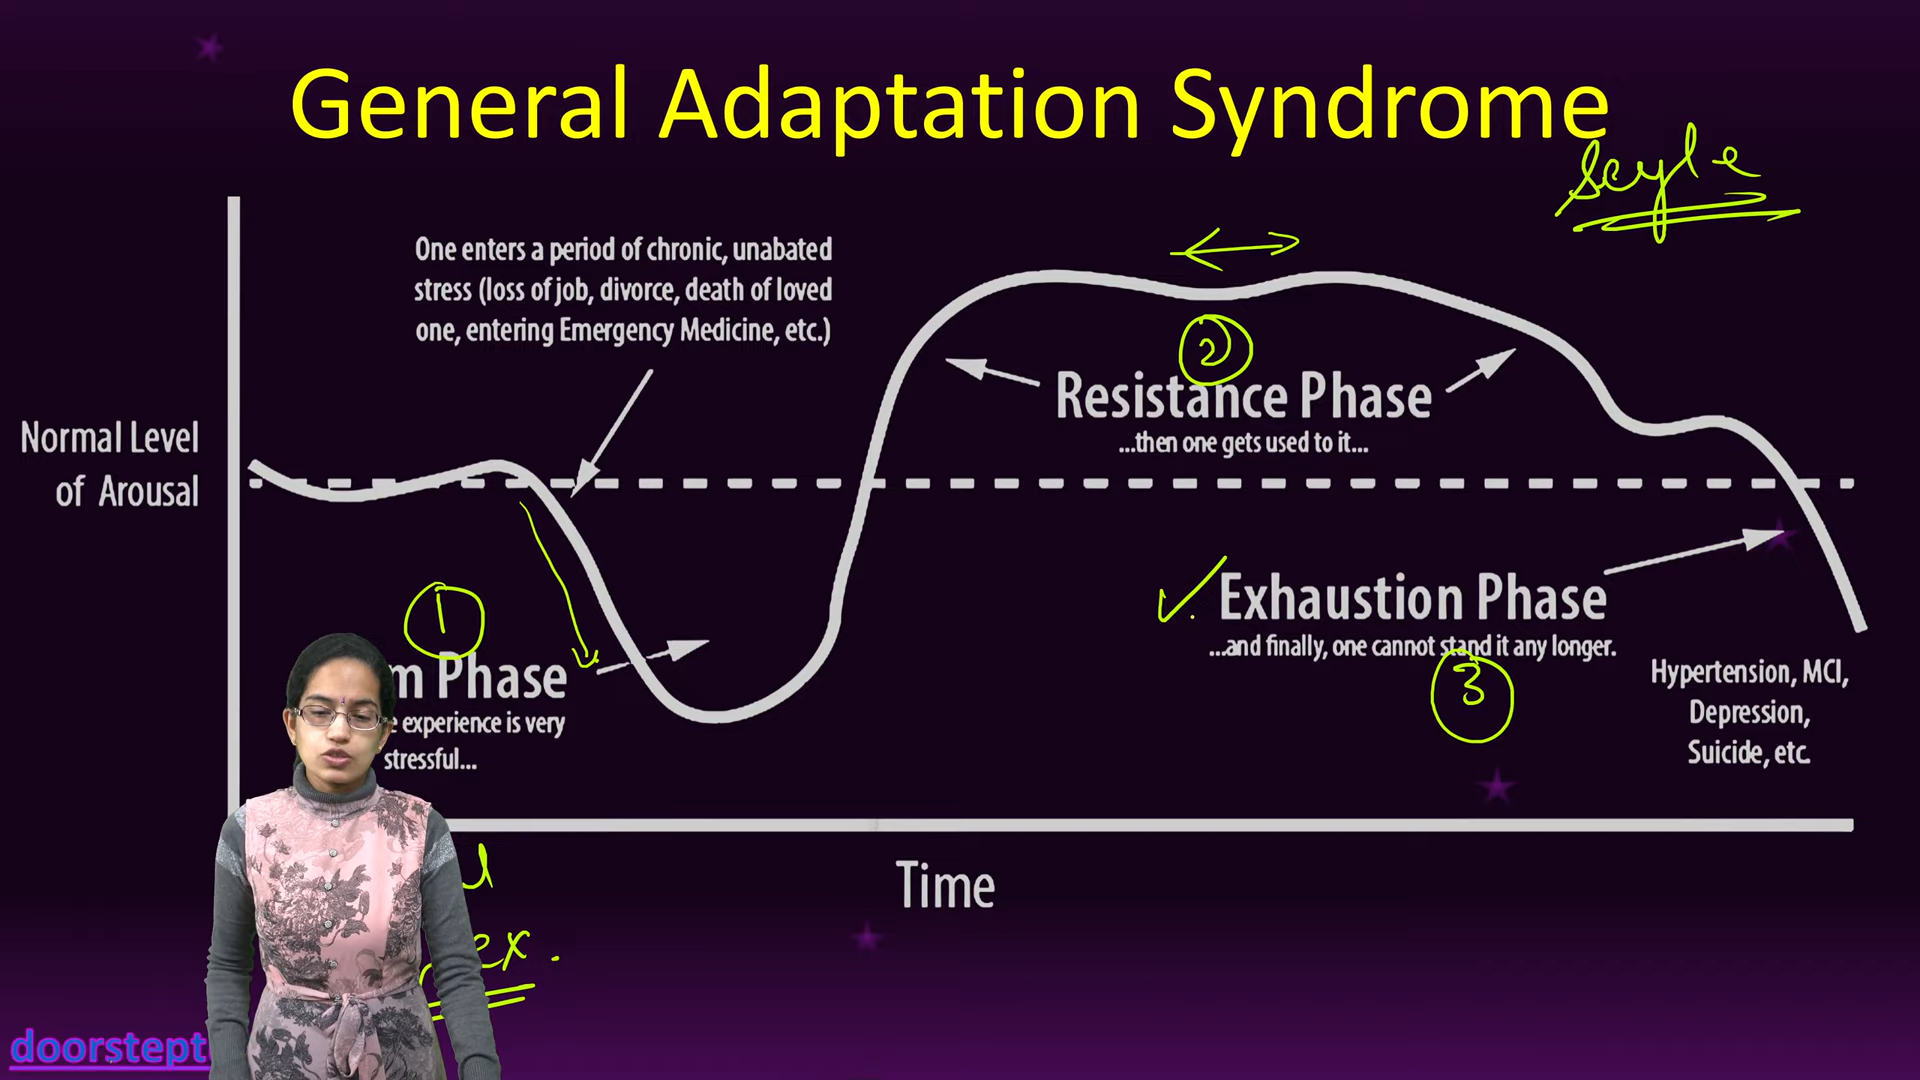 General Adaptation Syndrome
Scyle
One enters a period of chronic, unabated
stress (loss of job, divorce, death of loved
one, entering Emergency Medicine, etc.)
2
Resistance Phase
...then one gets used to it...
Normal Level
of Arousal
Exhaustion Phase
...and finally, one cannot stand it any longer.
1
m Phase
e experience is very
stressful...
3
Hypertension, MCI,
Depression,
Suicide, etc.
Time
ex.
doorstept